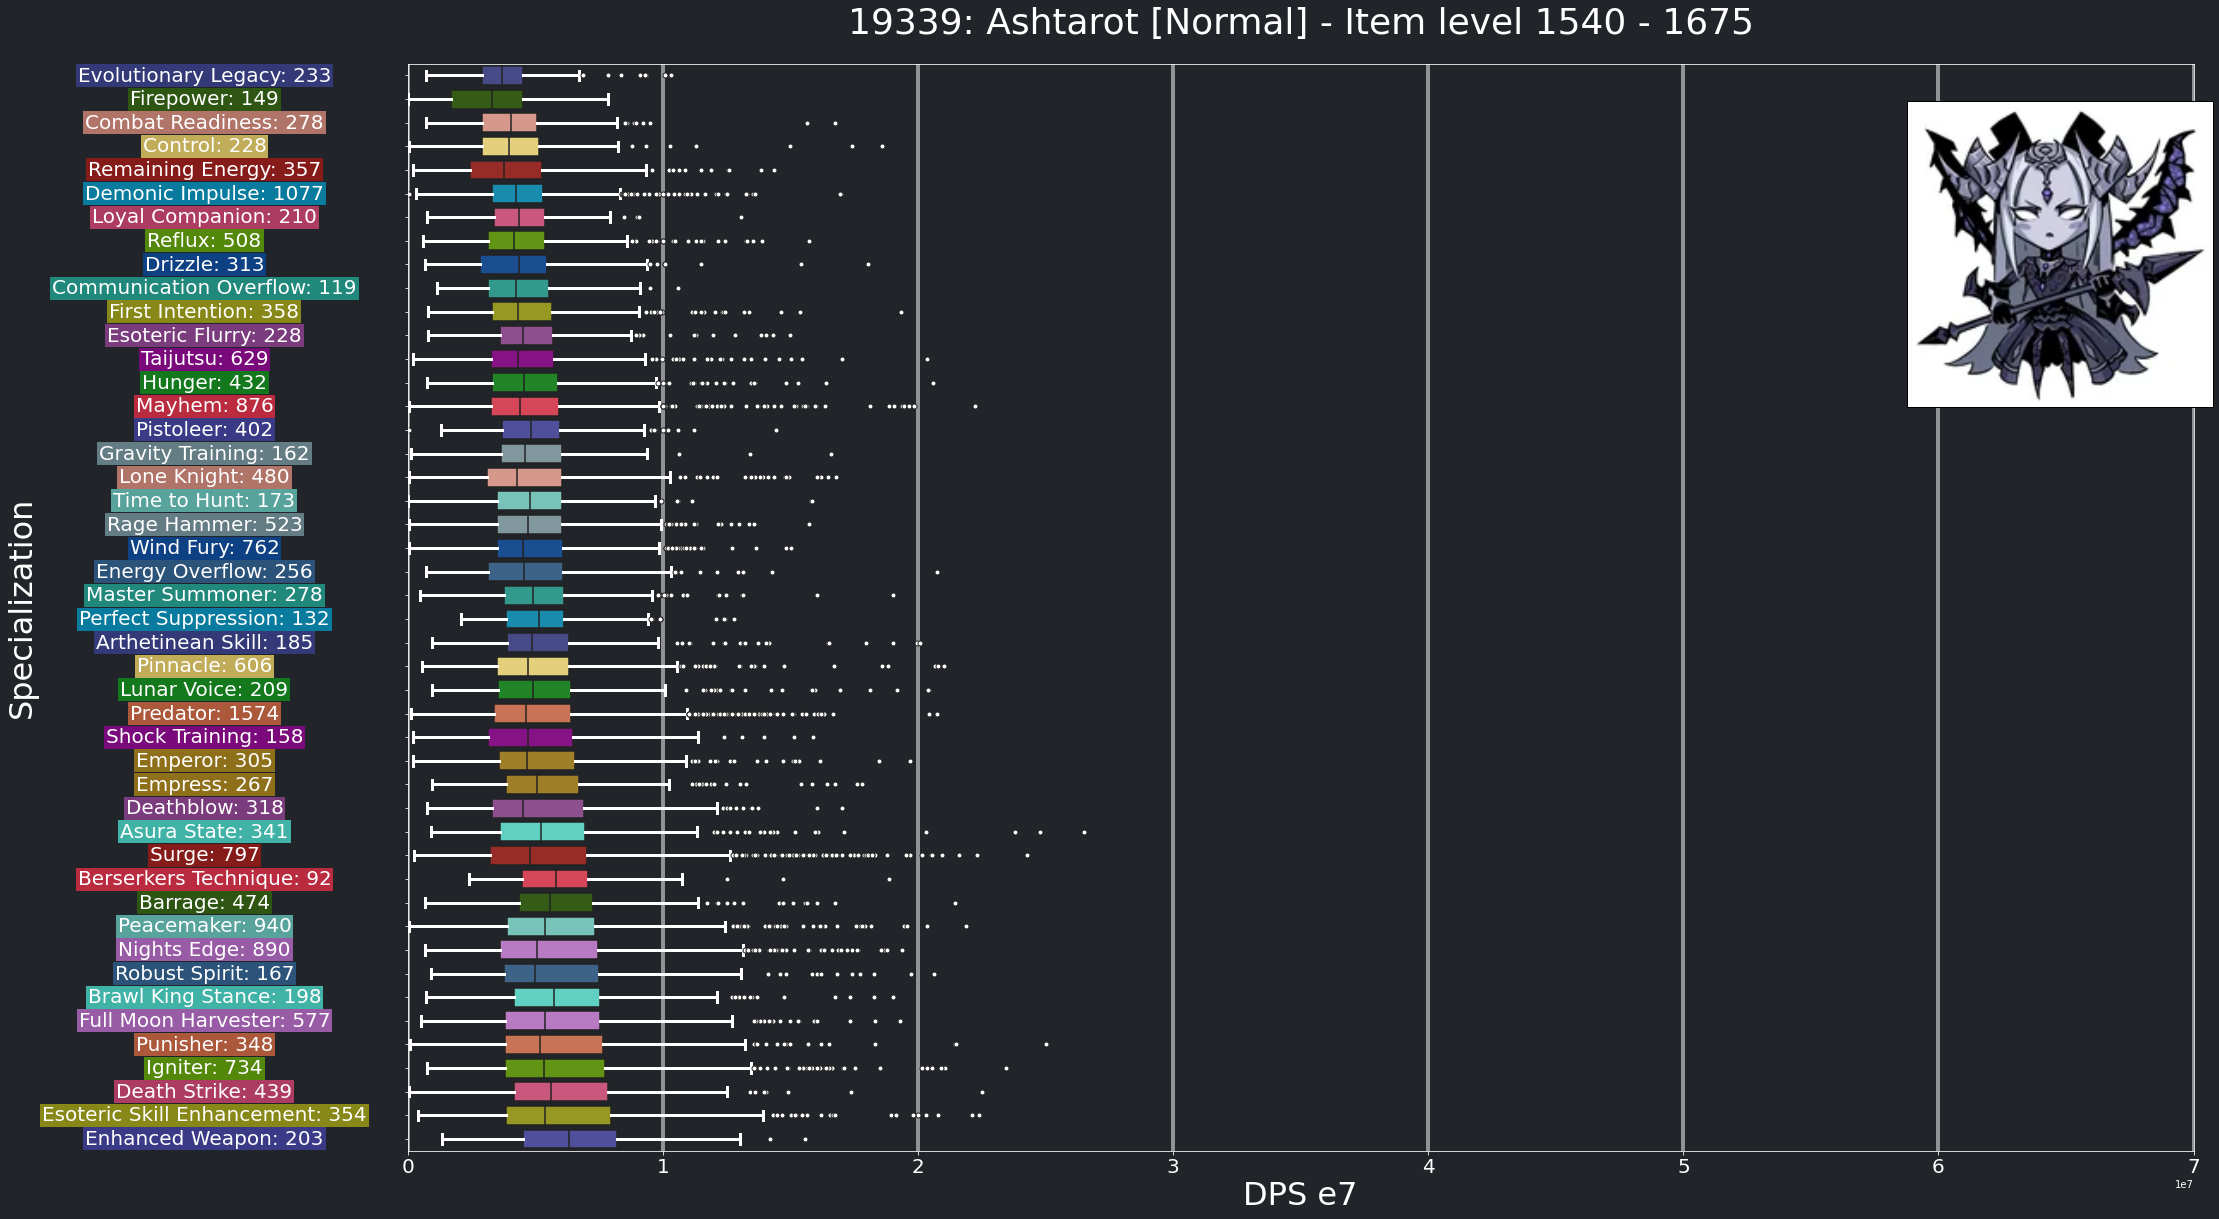 19339: Ashtarot [Normal] - Item level 1540 - 1675
Specialization
Evolutionary Legacy: 233
Firepower: 149
Combat Readiness: 278
Control: 228
Remaining Energy: 357
Demonic Impulse: 1077
Loyal Companion: 210
Reflux: 508
Drizzle: 313
Communication Overflow: 119
First Intention: 358
Esoteric Flurry: 228
Taijutsu: 629
Hunger: 432
Mayhem: 876
Pistoleer: 402
Gravity Training: 162
Lone Knight: 480
Time to Hunt: 173
Rage Hammer: 523
Wind Fury: 762
Energy Overflow: 256
Master Summoner: 278
Perfect Suppression: 132
Arthetinean Skill: 185
Pinnacle: 606
Lunar Voice: 209
Predator: 1574
Shock Training: 158
Emperor: 305
Empress: 267
Deathblow: 318
Asura State: 341
Surge: 797
Berserkers Technique: 92
Barrage: 474
Peacemaker: 940
Nights Edge: 890
Robust Spirit: 167
Brawl King Stance: 198
Full Moon Harvester: 577
Punisher: 348
Igniter: 734
Death Strike: 439
Esoteric Skill Enhancement: 354
Enhanced Weapon: 203
0 1 2 3 4 5 6 7
1e7
DPS e7